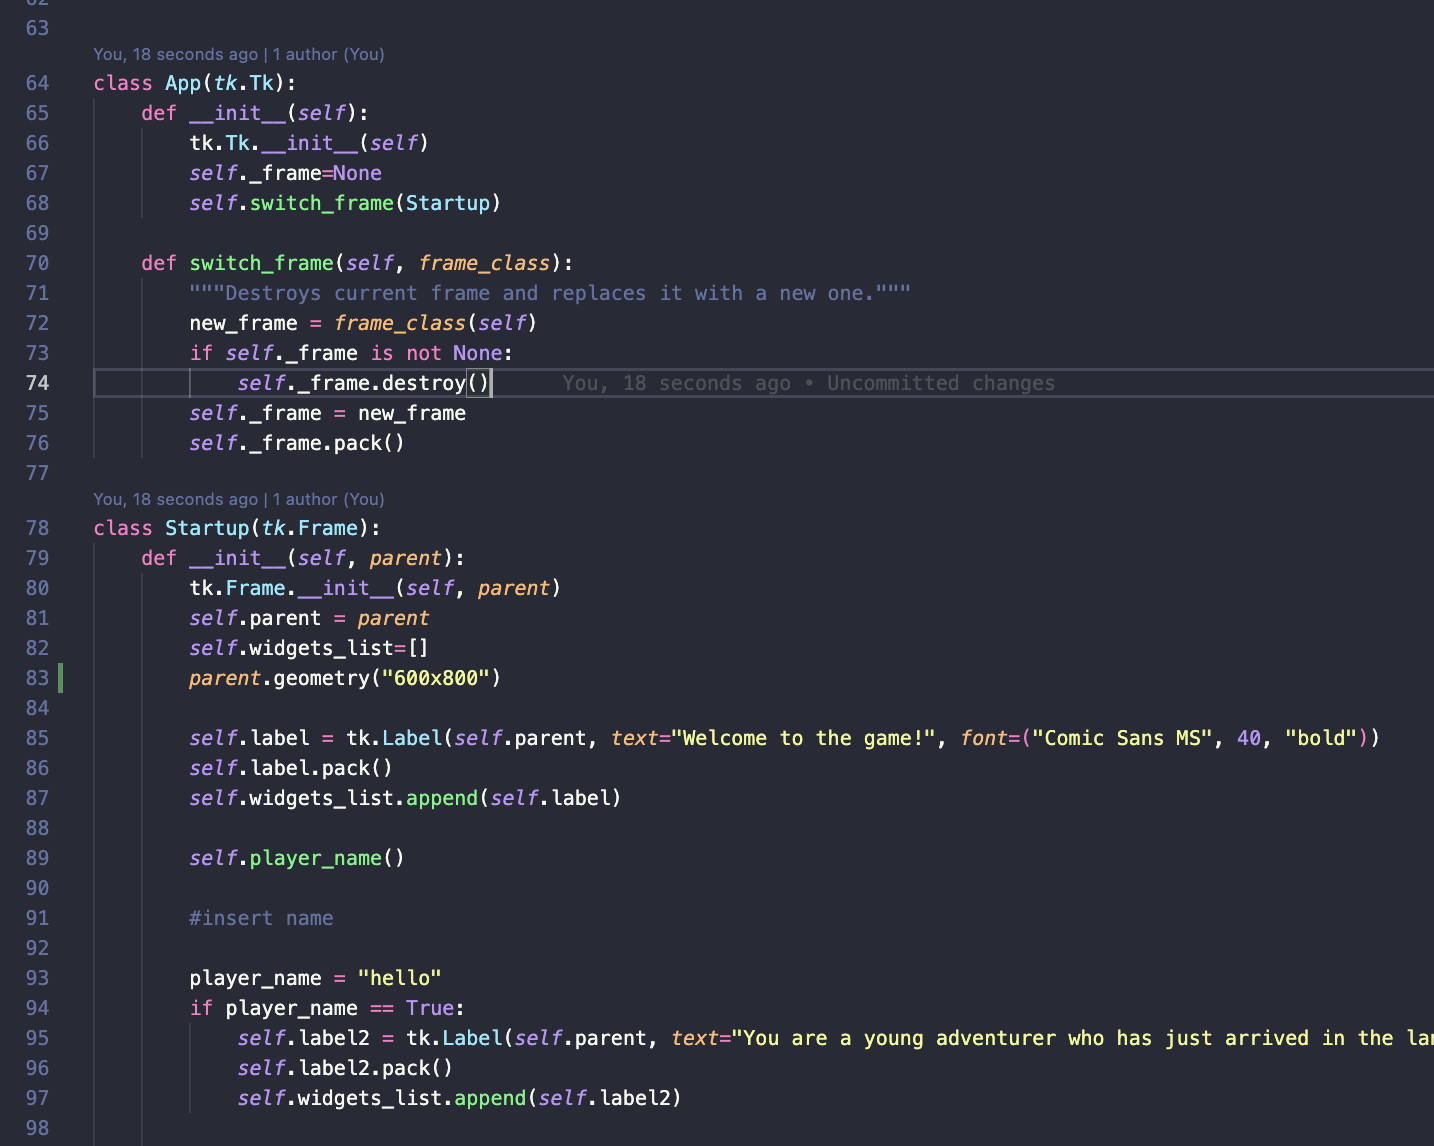 62
63
You, 18 seconds ago | 1 author (You)
64 class App(tk.Tk):
65     def __init__(self):
66         tk.Tk.__init__(self)
67         self._frame=None
68         self.switch_frame(Startup)
69
70     def switch_frame(self, frame_class):
71         """Destroys current frame and replaces it with a new one."""
72         new_frame = frame_class(self)
73         if self._frame is not None:
74             self._frame.destroy()      You, 18 seconds ago • Uncommitted changes
75         self._frame = new_frame
76         self._frame.pack()
77
You, 18 seconds ago | 1 author (You)
78 class Startup(tk.Frame):
79     def __init__(self, parent):
80         tk.Frame.__init__(self, parent)
81         self.parent = parent
82         self.widgets_list=[]
83         parent.geometry("600x800")
84
85         self.label = tk.Label(self.parent, text="Welcome to the game!", font=("Comic Sans MS", 40, "bold"))
86         self.label.pack()
87         self.widgets_list.append(self.label)
88
89         self.player_name()
90
91         #insert name
92
93         player_name = "hello"
94         if player_name == True:
95             self.label2 = tk.Label(self.parent, text="You are a young adventurer who has just arrived in the
96             self.label2.pack()
97             self.widgets_list.append(self.label2)
98